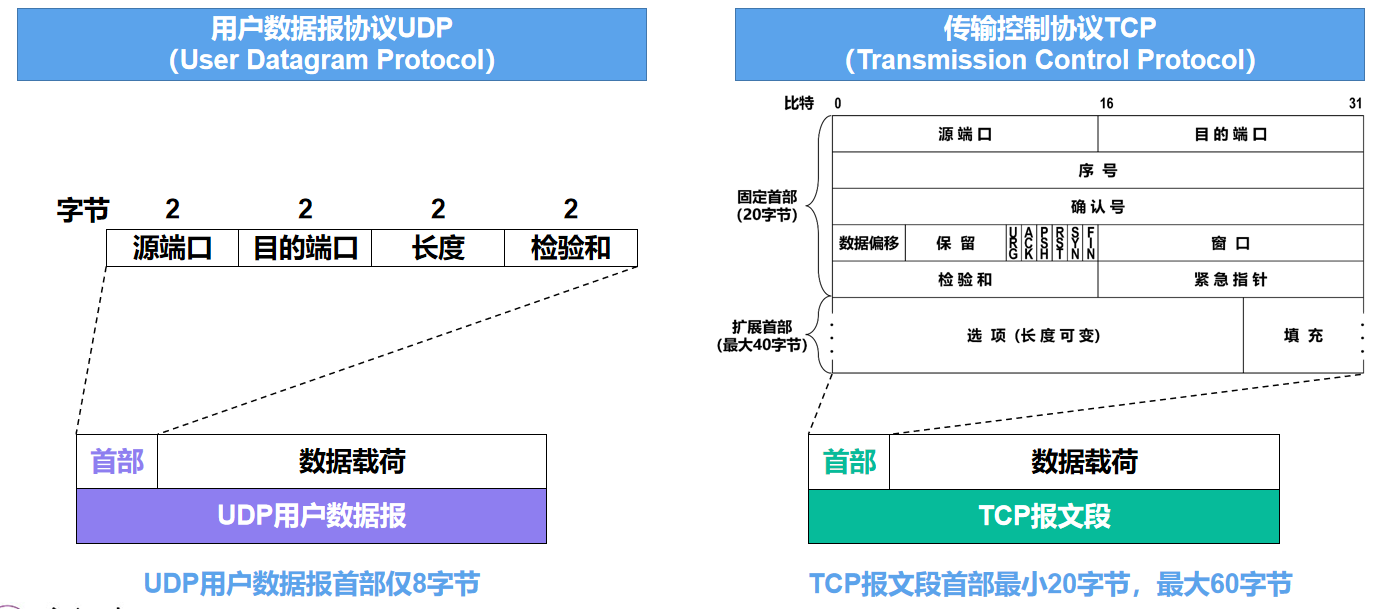 用户数据报协议UDP
（User Datagram Protocol）
字节 2 2 2 2
源端口 目的端口 长度 检验和
首部 数据载荷
UDP用户数据报
UDP用户数据报首部仅8字节
传输控制协议TCP
（Transmission Control Protocol）
比特 0 16 31
源端口 目的端口
序号
固定首部
(20字节)
确认号
数据偏移 保留 URG ACK PSH RST SYN FIN 窗口
检验和 紧急指针
扩展首部
(最大40字节)
选项 (长度可变) 填充
首部 数据载荷
TCP报文段
TCP报文段首部最小20字节，最大60字节